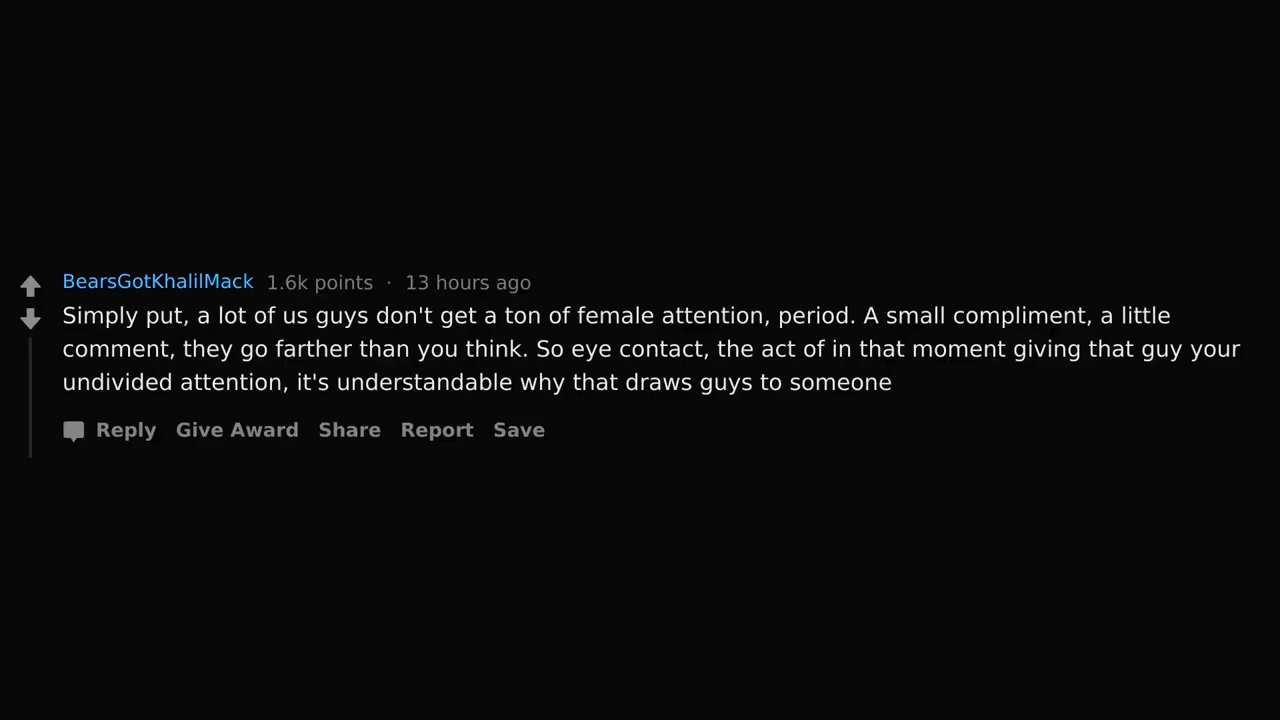 BearsGotKhalilMack 1.6k points · 13 hours ago
Simply put, a lot of us guys don't get a ton of female attention, period. A small compliment, a little
comment, they go farther than you think. So eye contact, the act of in that moment giving that guy your
undivided attention, it's understandable why that draws guys to someone
Reply Give Award Share Report Save